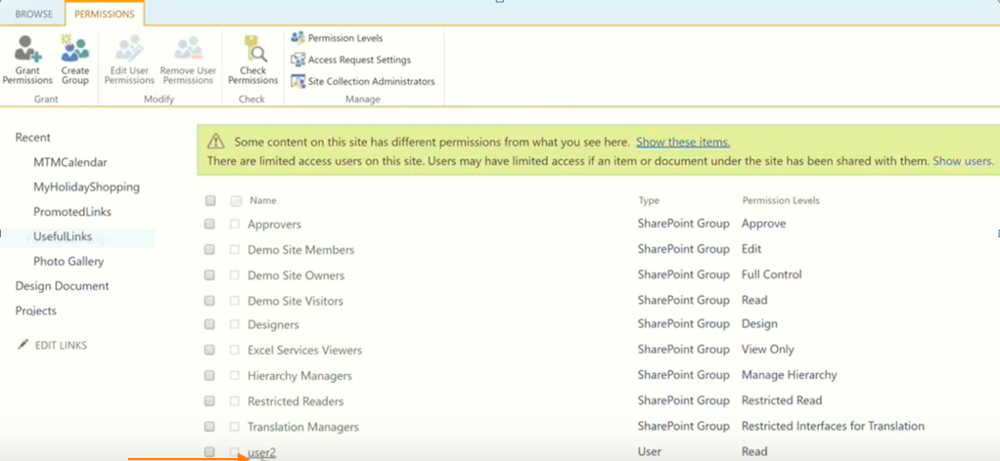 BROWSE PERMISSIONS
Grant Permissions
Create Group
Edit User Permissions
Remove User Permissions
Check Permissions
Permission Levels
Access Request Settings
Site Collection Administrators
Grant Modify Check Manage
Recent
MTMCalendar
MyHolidayShopping
PromotedLinks
UsefulLinks
Photo Gallery
Design Document
Projects
EDIT LINKS
Some content on this site has different permissions from what you see here. Show these items.
There are limited access users on this site. Users may have limited access if an item or document under the site has been shared with them. Show users.
Name Type Permission Levels
Approvers SharePoint Group Approve
Demo Site Members SharePoint Group Edit
Demo Site Owners SharePoint Group Full Control
Demo Site Visitors SharePoint Group Read
Designers SharePoint Group Design
Excel Services Viewers SharePoint Group View Only
Hierarchy Managers SharePoint Group Manage Hierarchy
Restricted Readers SharePoint Group Restricted Read
Translation Managers SharePoint Group Restricted Interfaces for Translation
user2 User Read